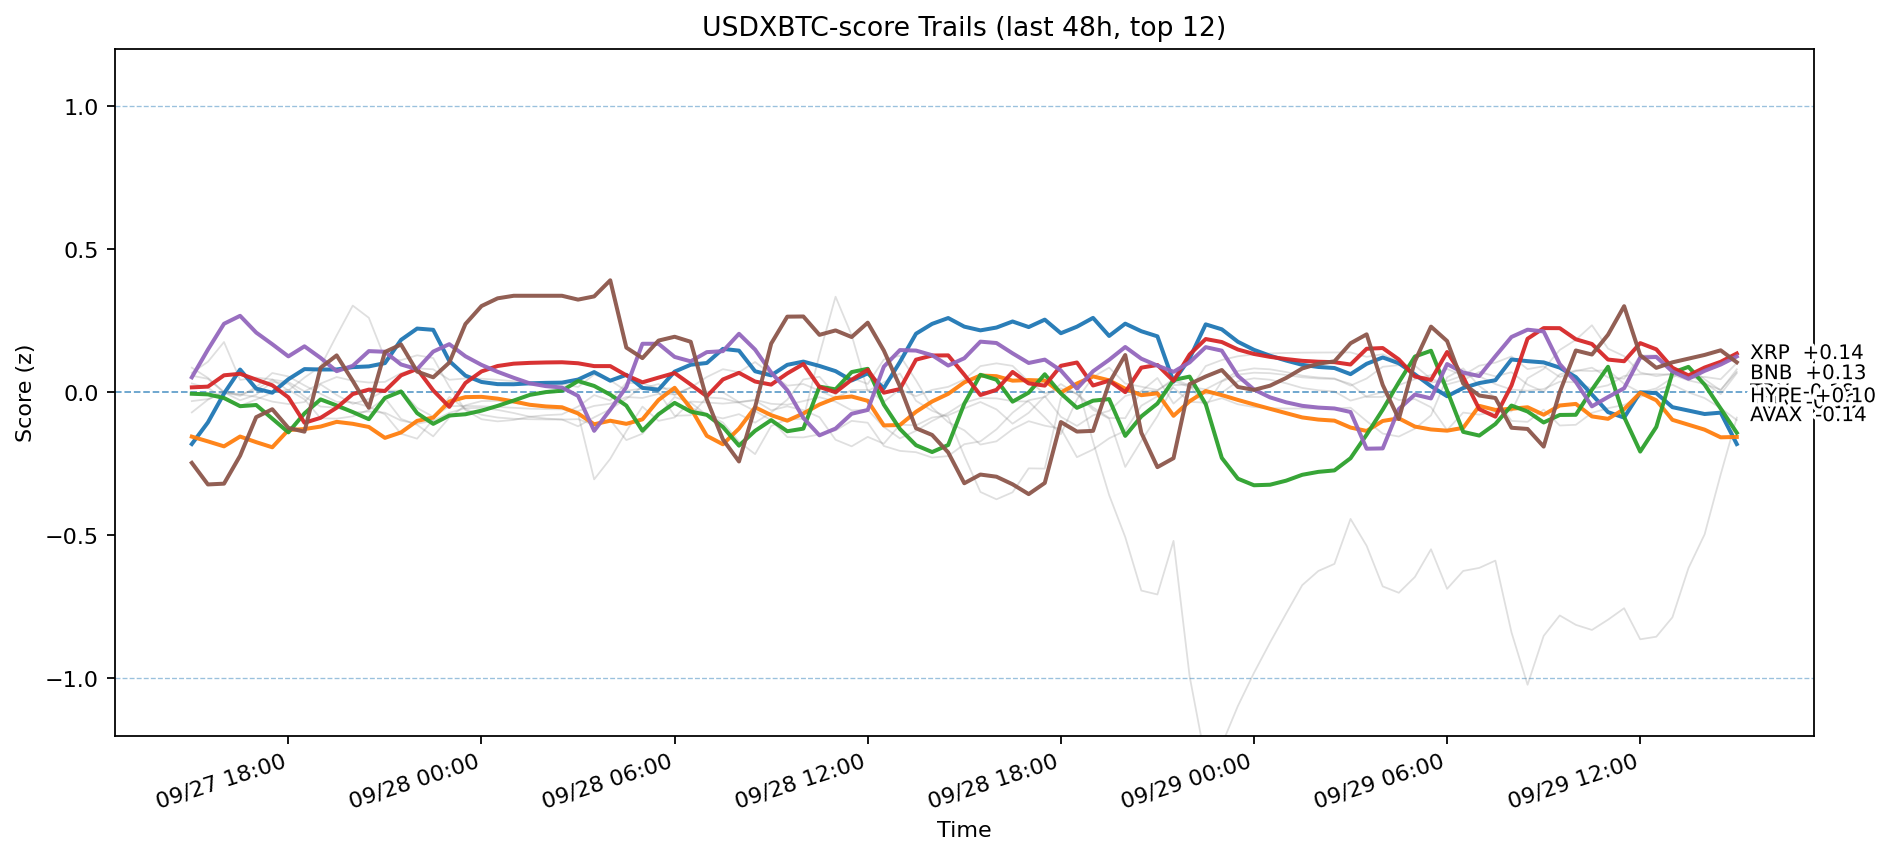 USDXBTC-score Trails (last 48h, top 12)
Score (z)
1.0
0.5
0.0
−0.5
−1.0
XRP +0.14
BNB +0.13
HYPE +0.10
AVAX -0.14
09/27 18:00
09/28 00:00
09/28 06:00
09/28 12:00
09/28 18:00
09/29 00:00
09/29 06:00
09/29 12:00
Time